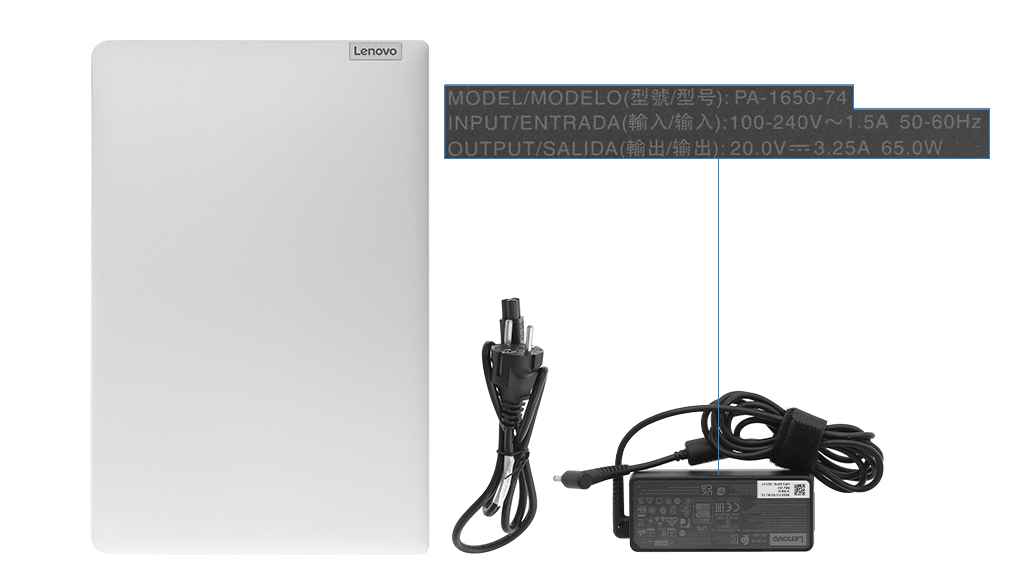 Lenovo
MODEL/MODELO(型號/型号): PA-1650-74
INPUT/ENTRADA(輸入/输入):100-240V～1.5A 50-60Hz
OUTPUT/SALIDA(輸出/输出): 20.0V⎓3.25A 65.0W
Lenovo